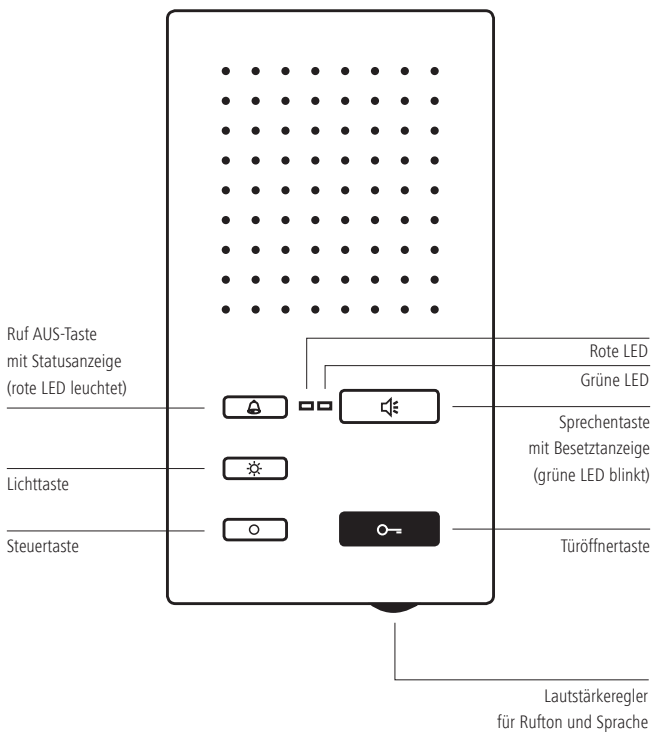 Ruf AUS-Taste
mit Statusanzeige
(rote LED leuchtet)
Lichttaste
Steuertaste
Rote LED
Grüne LED
Sprechentaste
mit Besetztanzeige
(grüne LED blinkt)
Türöffnertaste
Lautstärkeregler
für Rufton und Sprache